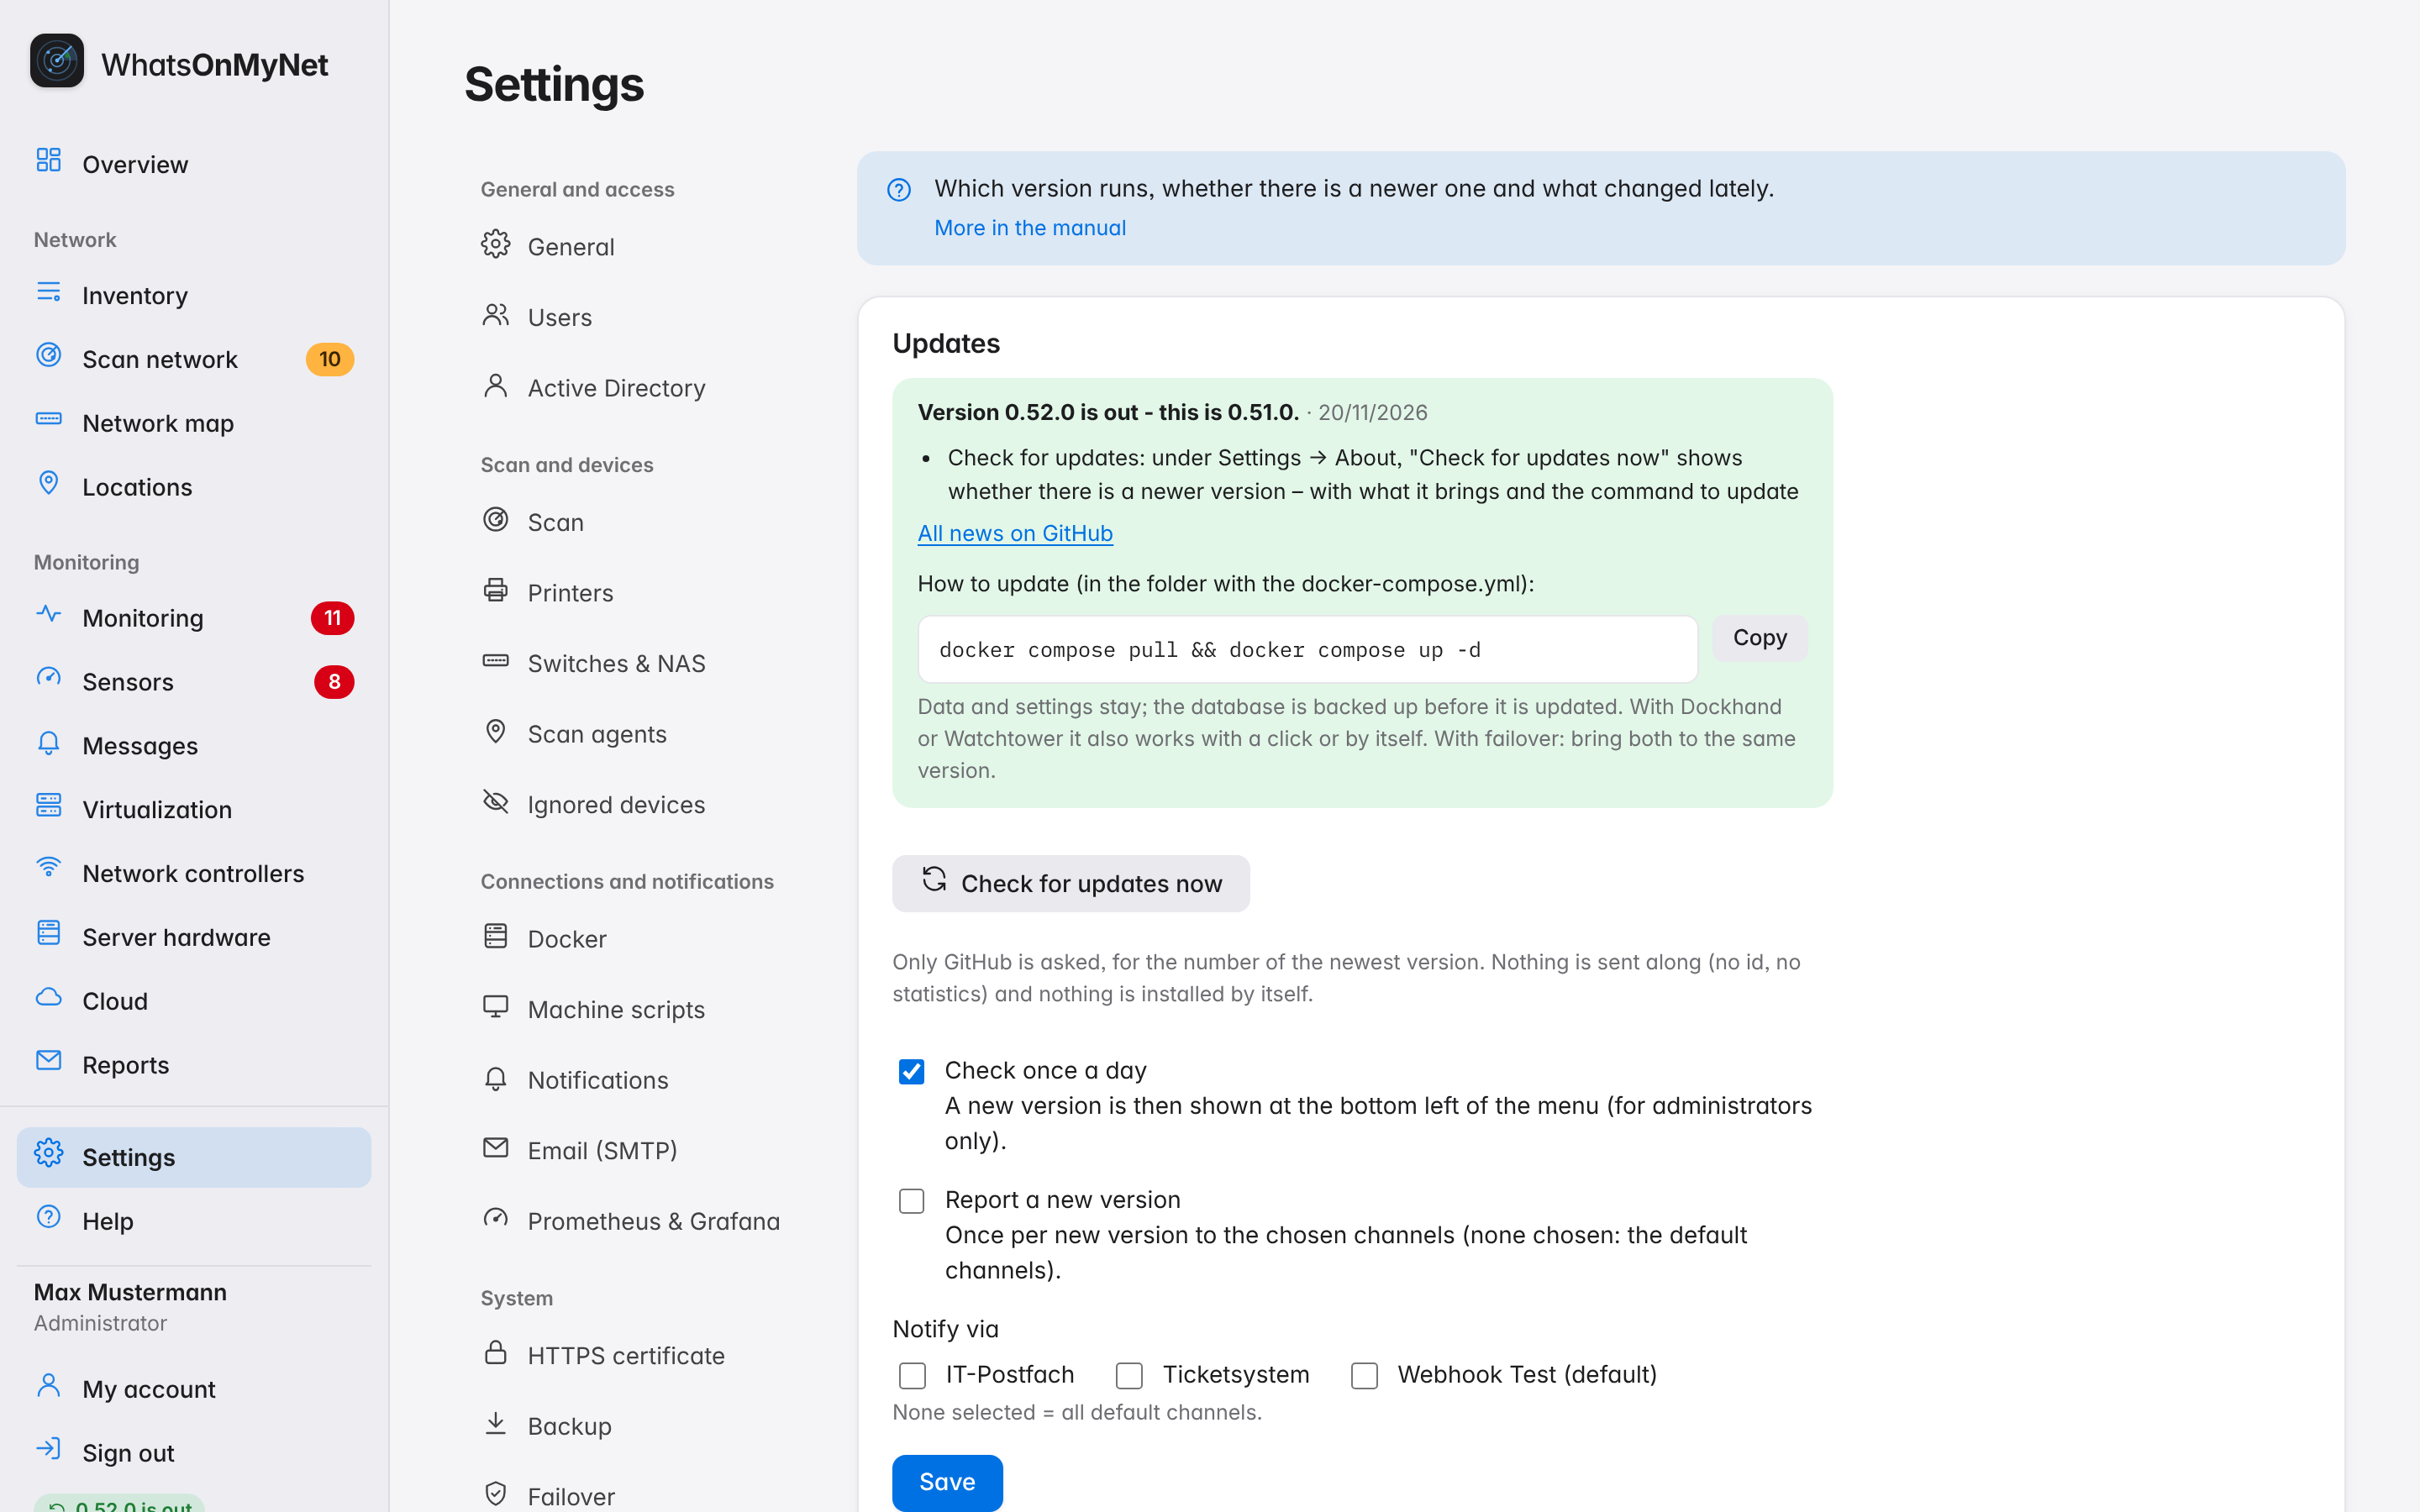 WhatsOnMyNet
Overview
Network
Inventory
Scan network 10
Network map
Locations
Monitoring
Monitoring 11
Sensors 8
Messages
Virtualization
Network controllers
Server hardware
Cloud
Reports
Settings
Help
Max Mustermann
Administrator
My account
Sign out
0.52.0 is out
Settings
General and access
General
Users
Active Directory
Scan and devices
Scan
Printers
Switches & NAS
Scan agents
Ignored devices
Connections and notifications
Docker
Machine scripts
Notifications
Email (SMTP)
Prometheus & Grafana
System
HTTPS certificate
Backup
Failover
Which version runs, whether there is a newer one and what changed lately.
More in the manual
Updates
Version 0.52.0 is out - this is 0.51.0. · 20/11/2026
• Check for updates: under Settings → About, "Check for updates now" shows
whether there is a newer version – with what it brings and the command to update
All news on GitHub
How to update (in the folder with the docker-compose.yml):
docker compose pull && docker compose up -d
Copy
Data and settings stay; the database is backed up before it is updated. With Dockhand
or Watchtower it also works with a click or by itself. With failover: bring both to the same
version.
Check for updates now
Only GitHub is asked, for the number of the newest version. Nothing is sent along (no id, no
statistics) and nothing is installed by itself.
Check once a day
A new version is then shown at the bottom left of the menu (for administrators
only).
Report a new version
Once per new version to the chosen channels (none chosen: the default
channels).
Notify via
IT-Postfach Ticketsystem Webhook Test (default)
None selected = all default channels.
Save